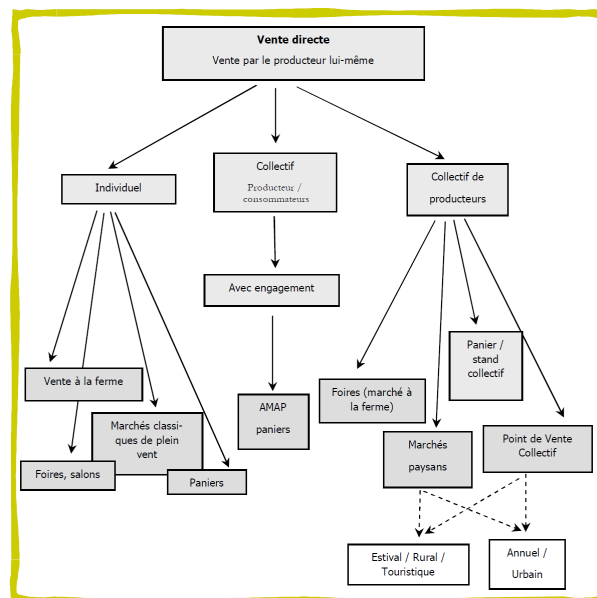 Vente directe
Vente par le producteur lui-même
Individuel
Collectif
Producteur /
consommateurs
Collectif de
producteurs
Avec engagement
Vente à la ferme
Marchés classi-
ques de plein
vent
Foires, salons
Paniers
AMAP
paniers
Foires (marché à
la ferme)
Panier /
stand
collectif
Marchés
paysans
Point de Vente
Collectif
Estival / Rural /
Touristique
Annuel /
Urbain